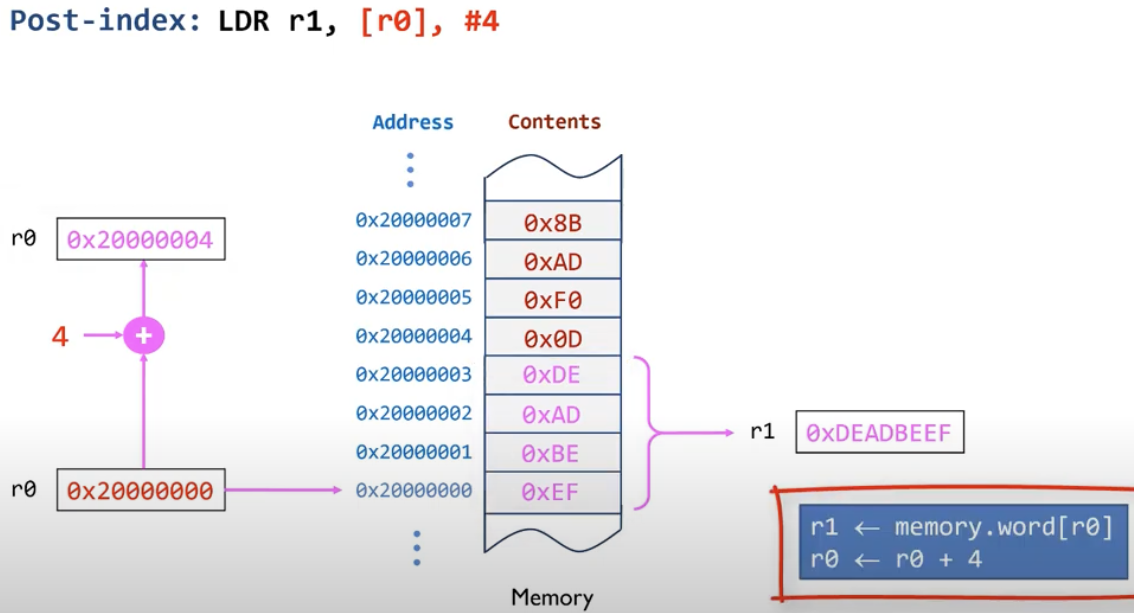 Post-index: LDR r1, [r0], #4
Address Contents
0x20000007 0x8B
r0 0x20000004
0x20000006 0xAD
0x20000005 0xF0
4 + 0x20000004 0x0D
0x20000003 0xDE
0x20000002 0xAD
r1 0xDEADBEEF
0x20000001 0xBE
r0 0x20000000 0x20000000 0xEF
r1 ← memory.word[r0]
r0 ← r0 + 4
Memory